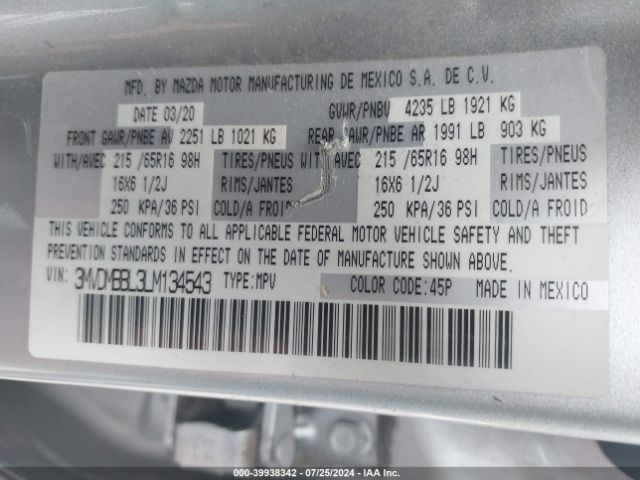 MFD. BY MAZDA MOTOR MANUFACTURING DE MEXICO S.A. DE C.V.
DATE 03/20 GVWR/PNBV 4235 LB 1921 KG
FRONT GAWR/PNBE AV 2251 LB 1021 KG REAR GAWR/PNBE AR 1991 LB 903 KG
WITH/AVEC 215 /65R16 98H TIRES/PNEUS WITH AVEC 215 /65R16 98H TIRES/PNEUS
16X6 1/2J RIMS/JANTES 16X6 1/2J RIMS/JANTES
250 KPA/36 PSI COLD/A FROID 250 KPA/36 PSI COLD/A FROID
THIS VEHICLE CONFORMS TO ALL APPLICABLE FEDERAL MOTOR VEHICLE SAFETY AND THEFT
PREVENTION STANDARDS IN EFFECT ON THE DATE OF MANUFACTURE SHOWN ABOVE.
VIN: 3MVDMBBL3LM134543 TYPE:MPV COLOR CODE:45P MADE IN MEXICO
000-39938342 / 07/25/2024 - IAA Inc.